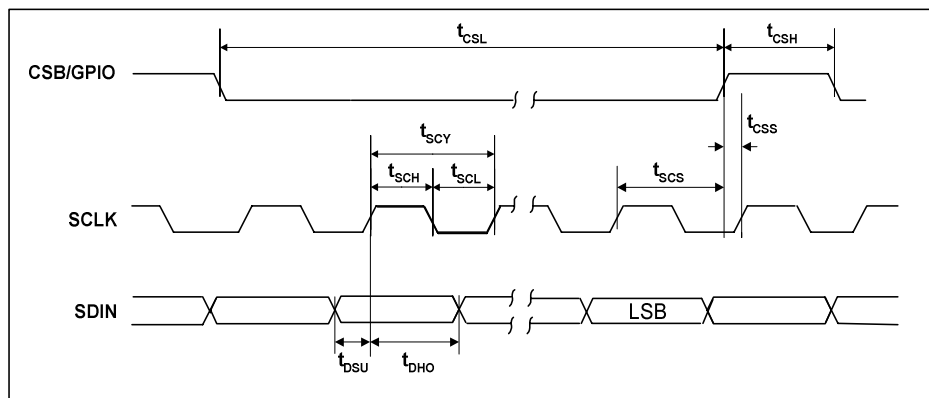 tCSL
tCSH
CSB/GPIO
tCSS
tSCY
tSCH
tSCL
tSCS
SCLK
SDIN
LSB
tDSU
tDHO